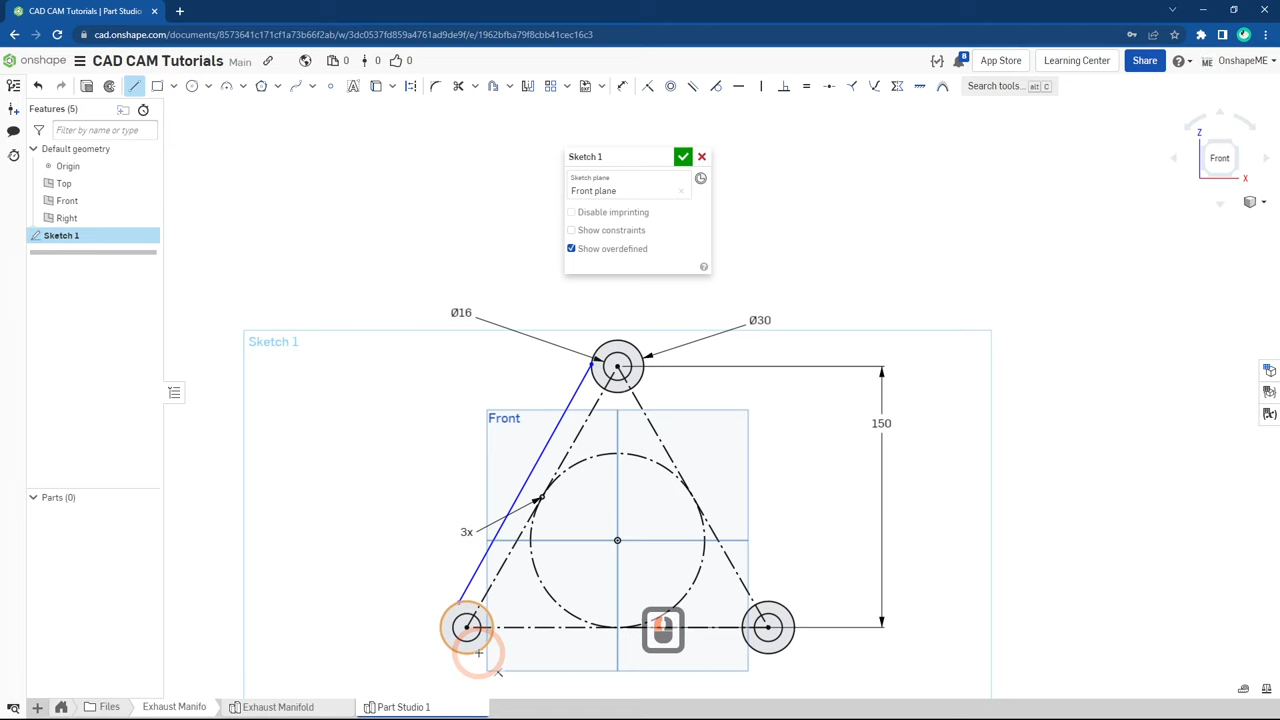 CAD CAM Tutorials | Part Studio
cad.onshape.com/documents/8573641c171cf1a73b66f2ab/w/3dc0537fd859a4761ad9de9f/e/1962bfba79f8cbb41cec16c3
onshape
CAD CAM Tutorials Main
0
0
0
8
App Store
Learning Center
Share
OnshapeME
Search tools...
alt C
Features (5)
Filter by name or type
Default geometry
Origin
Top
Front
Right
Sketch 1
Parts (0)
Sketch 1
Sketch plane
Front plane
Disable imprinting
Show constraints
Show overdefined
Z
Front
X
Ø16
Ø30
Sketch 1
Front
150
3x
Files
Exhaust Manifo
Exhaust Manifold
Part Studio 1